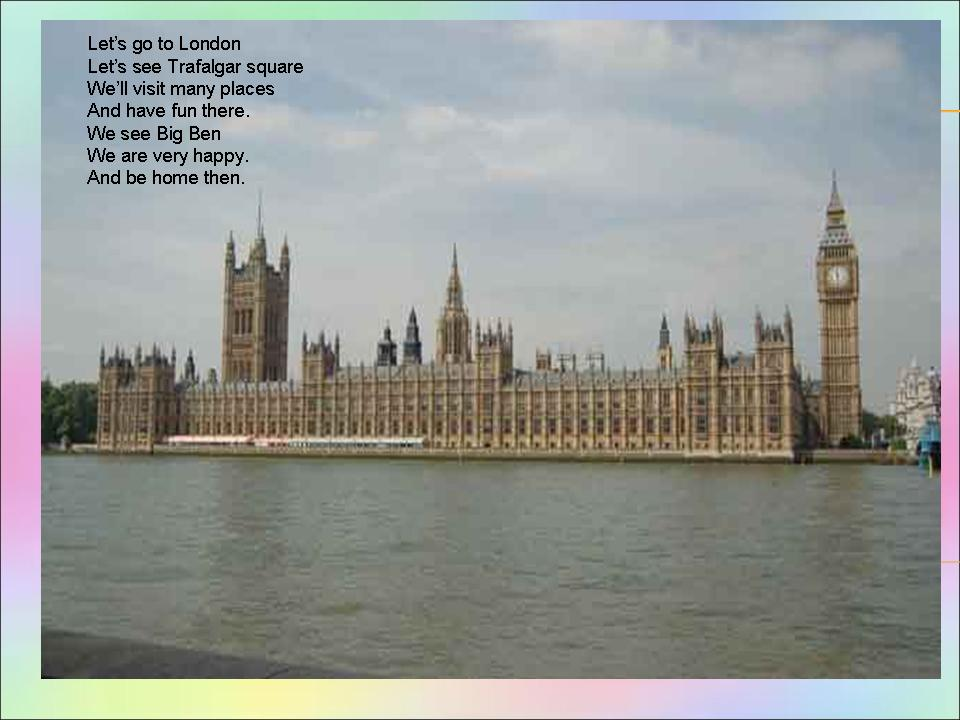 Let’s go to London
Let’s see Trafalgar square
We’ll visit many places
And have fun there.
We see Big Ben
We are very happy.
And be home then.